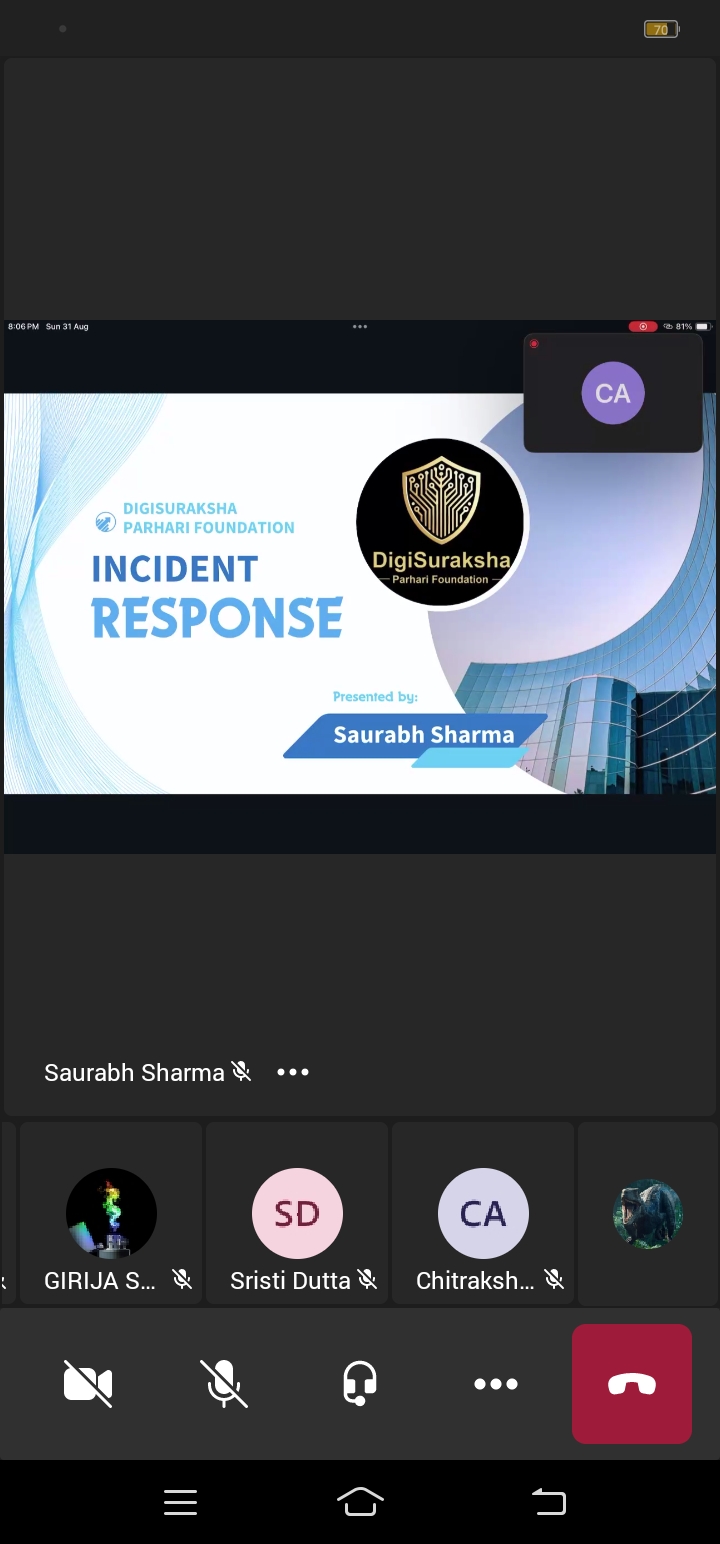 70
8:06 PM Sun 31 Aug
81%
CA
DIGISURAKSHA
PARHARI FOUNDATION
INCIDENT
RESPONSE
DigiSuraksha
Parhari Foundation
Presented by:
Saurabh Sharma
Saurabh Sharma
SD
CA
GIRIJA S...
Sristi Dutta
Chitraksh...